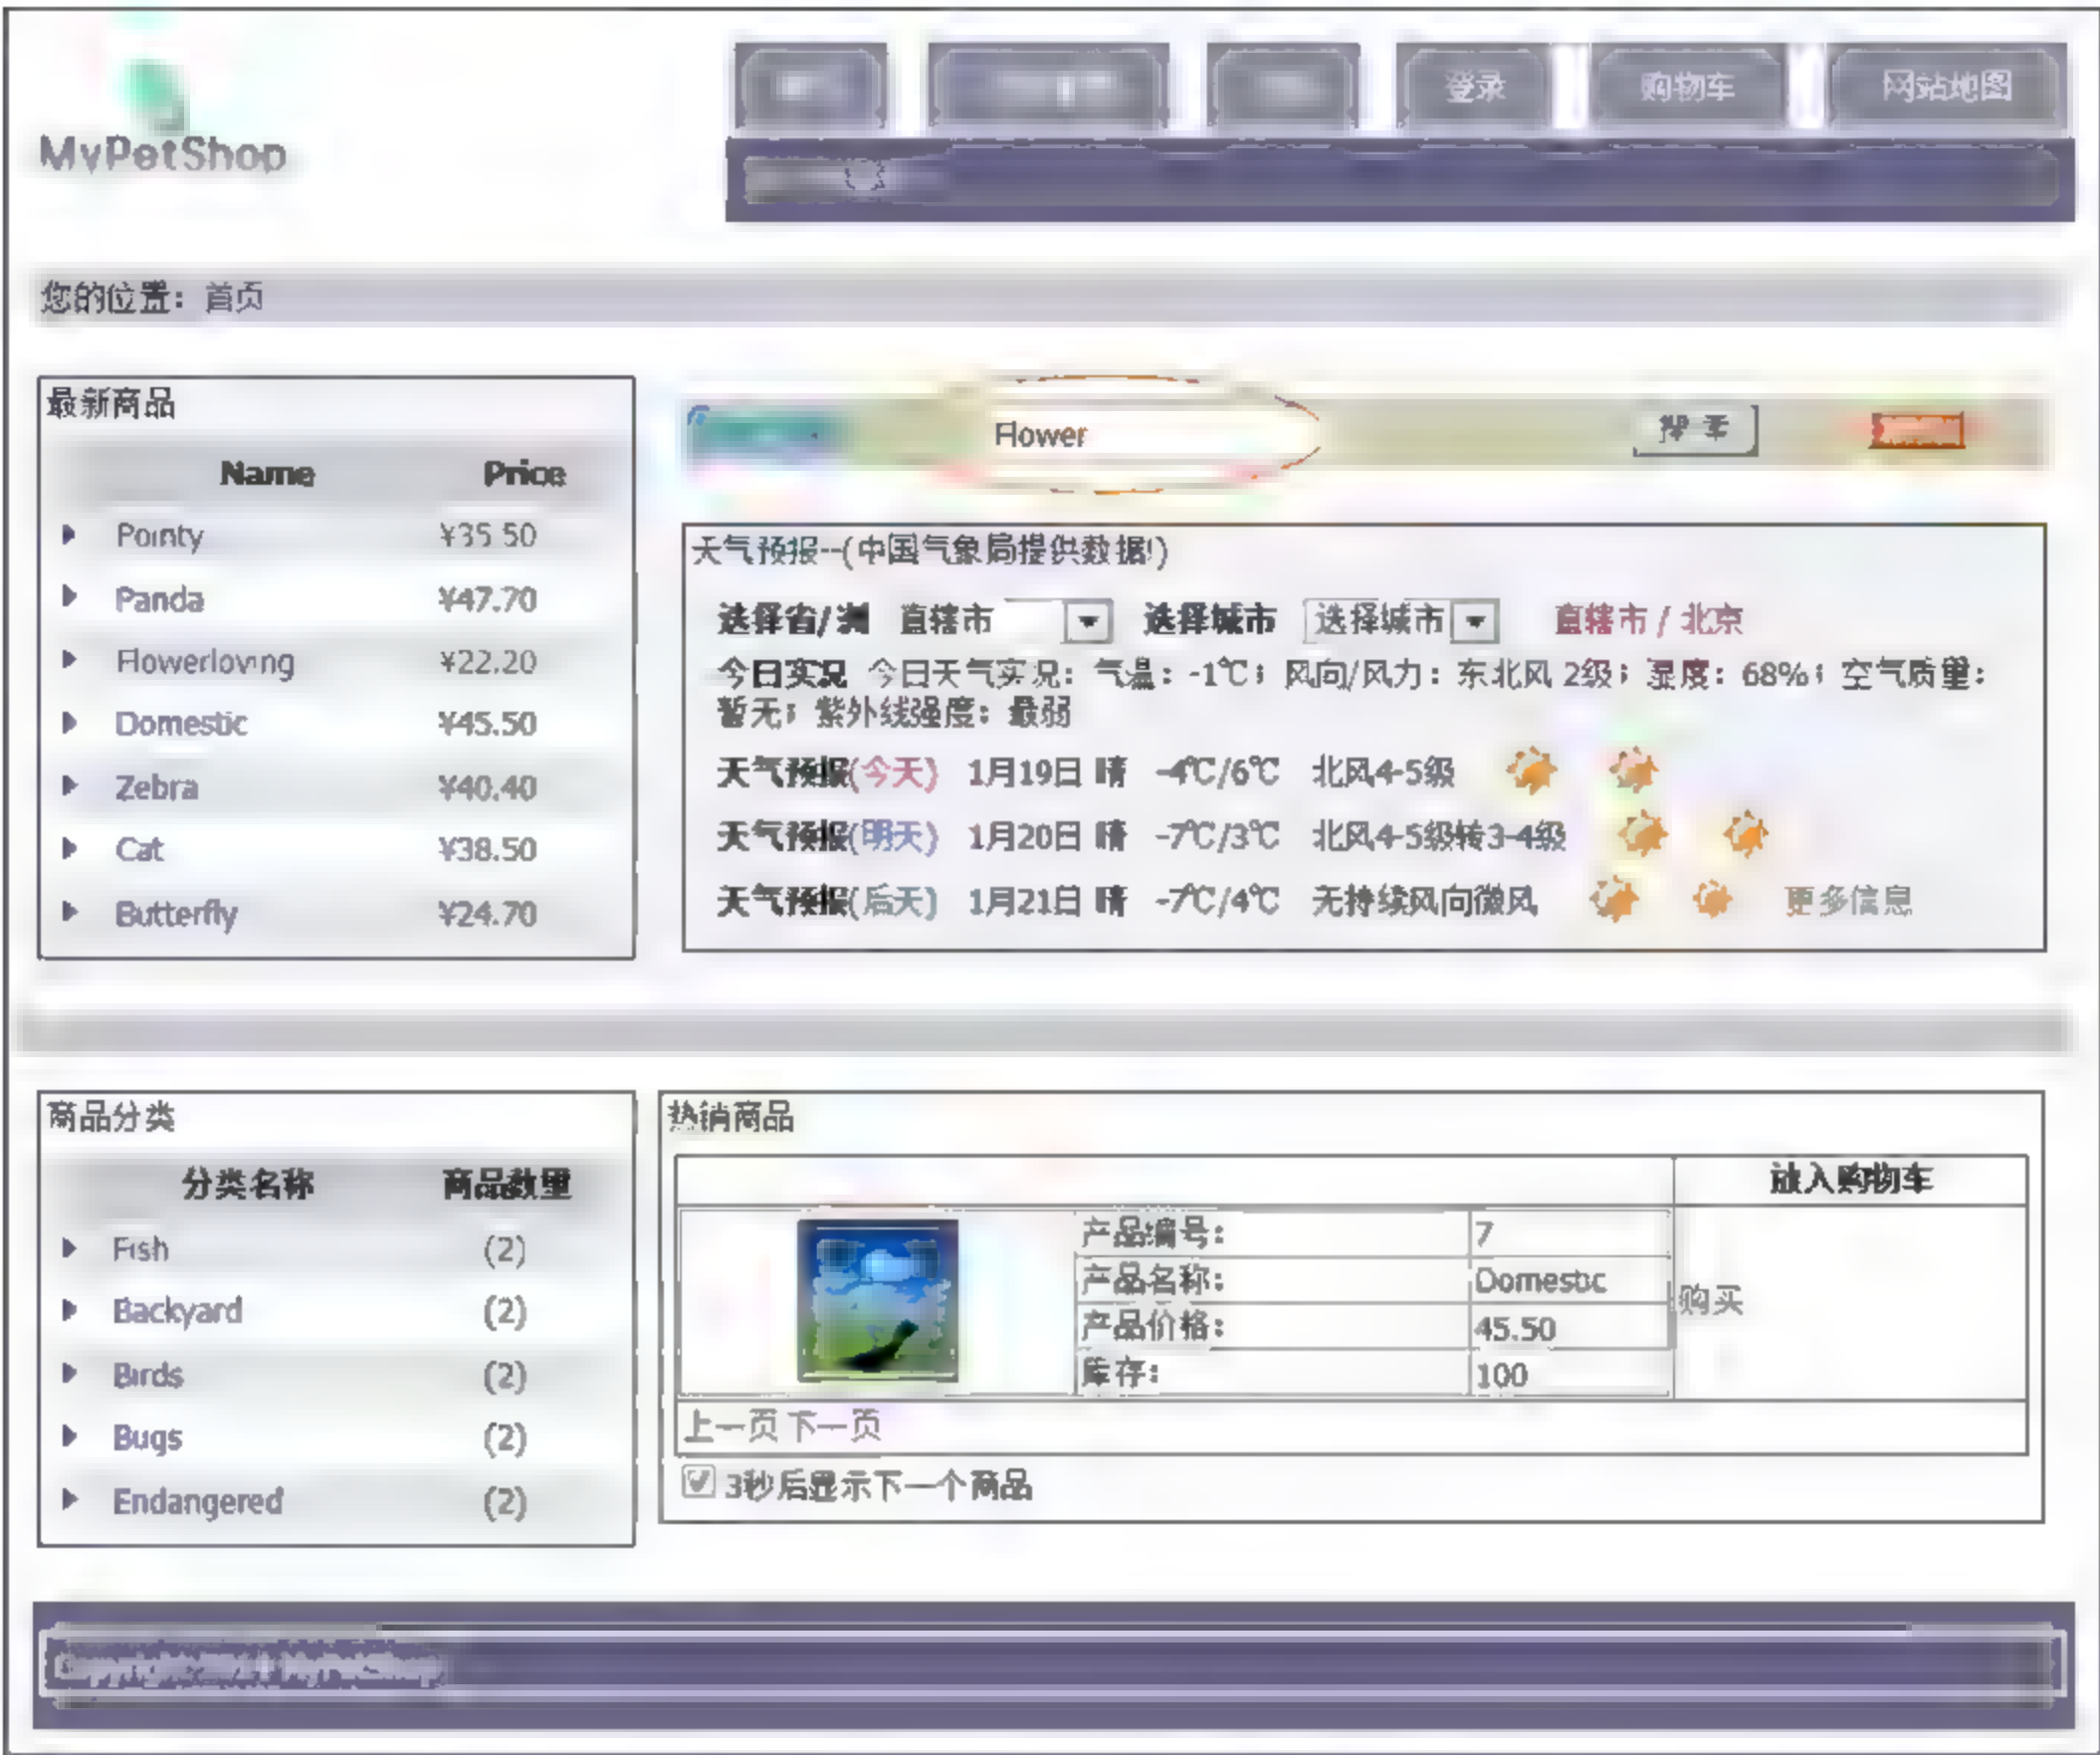 登录 购物车 网站地图
MyPetShop
您的位置：首页
最新商品
Name Price
Pointy ¥35.50
Panda ¥47.70
Flowerloving ¥22.20
Domestic ¥45.50
Zebra ¥40.40
Cat ¥38.50
Butterfly ¥24.70
Flower
天气预报--(中国气象局提供数据!)
选择省/洲 直辖市 选择城市 选择城市 直辖市 / 北京
今日实况 今日天气实况：气温：-1℃；风向/风力：东北风 2级；湿度：68%；空气质量：
暂无；紫外线强度：最弱
天气预报(今天) 1月19日 晴 -4℃/6℃ 北风4-5级
天气预报(明天) 1月20日 晴 -7℃/3℃ 北风4-5级转3-4级
天气预报(后天) 1月21日 晴 -7℃/4℃ 无持续风向微风 更多信息
商品分类
分类名称 商品数量
Fish (2)
Backyard (2)
Birds (2)
Bugs (2)
Endangered (2)
热销商品
放入购物车
产品编号： 7
产品名称： Domestic
产品价格： 45.50
库存： 100
购买
上一页 下一页
3秒后显示下一个商品
Copyright MyPetShop